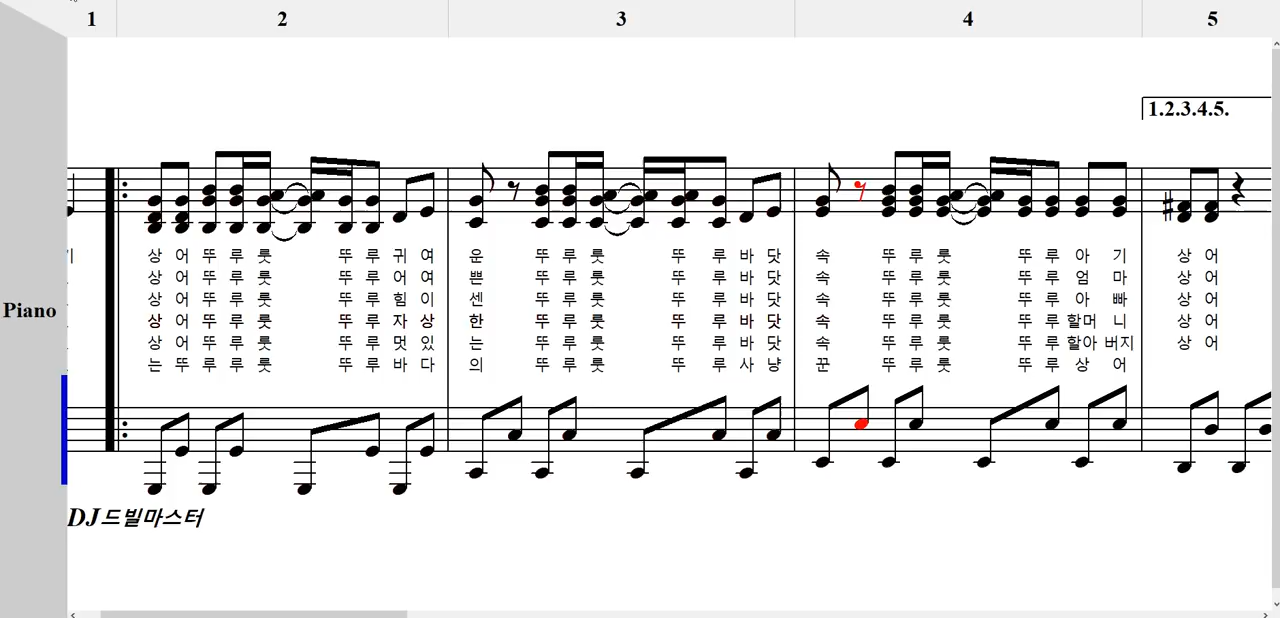 1 2 3 4 5
1.2.3.4.5.
Piano
기 상 어 뚜 루 룻 뚜 루 귀 여 운 뚜 루 룻 뚜 루 바 닷 속 뚜 루 룻 뚜 루 아 기 상 어
상 어 뚜 루 룻 뚜 루 어 여 쁜 뚜 루 룻 뚜 루 바 닷 속 뚜 루 룻 뚜 루 엄 마 상 어
상 어 뚜 루 룻 뚜 루 힘 이 센 뚜 루 룻 뚜 루 바 닷 속 뚜 루 룻 뚜 루 아 빠 상 어
상 어 뚜 루 룻 뚜 루 자 상 한 뚜 루 룻 뚜 루 바 닷 속 뚜 루 룻 뚜 루 할머 니 상 어
상 어 뚜 루 룻 뚜 루 멋 있 는 뚜 루 룻 뚜 루 바 닷 속 뚜 루 룻 뚜 루 할아 버지 상 어
는 뚜 루 룻 뚜 루 바 다 의 뚜 루 룻 뚜 루 사 냥 꾼 뚜 루 룻 뚜 루 상 어
DJ드빌마스터